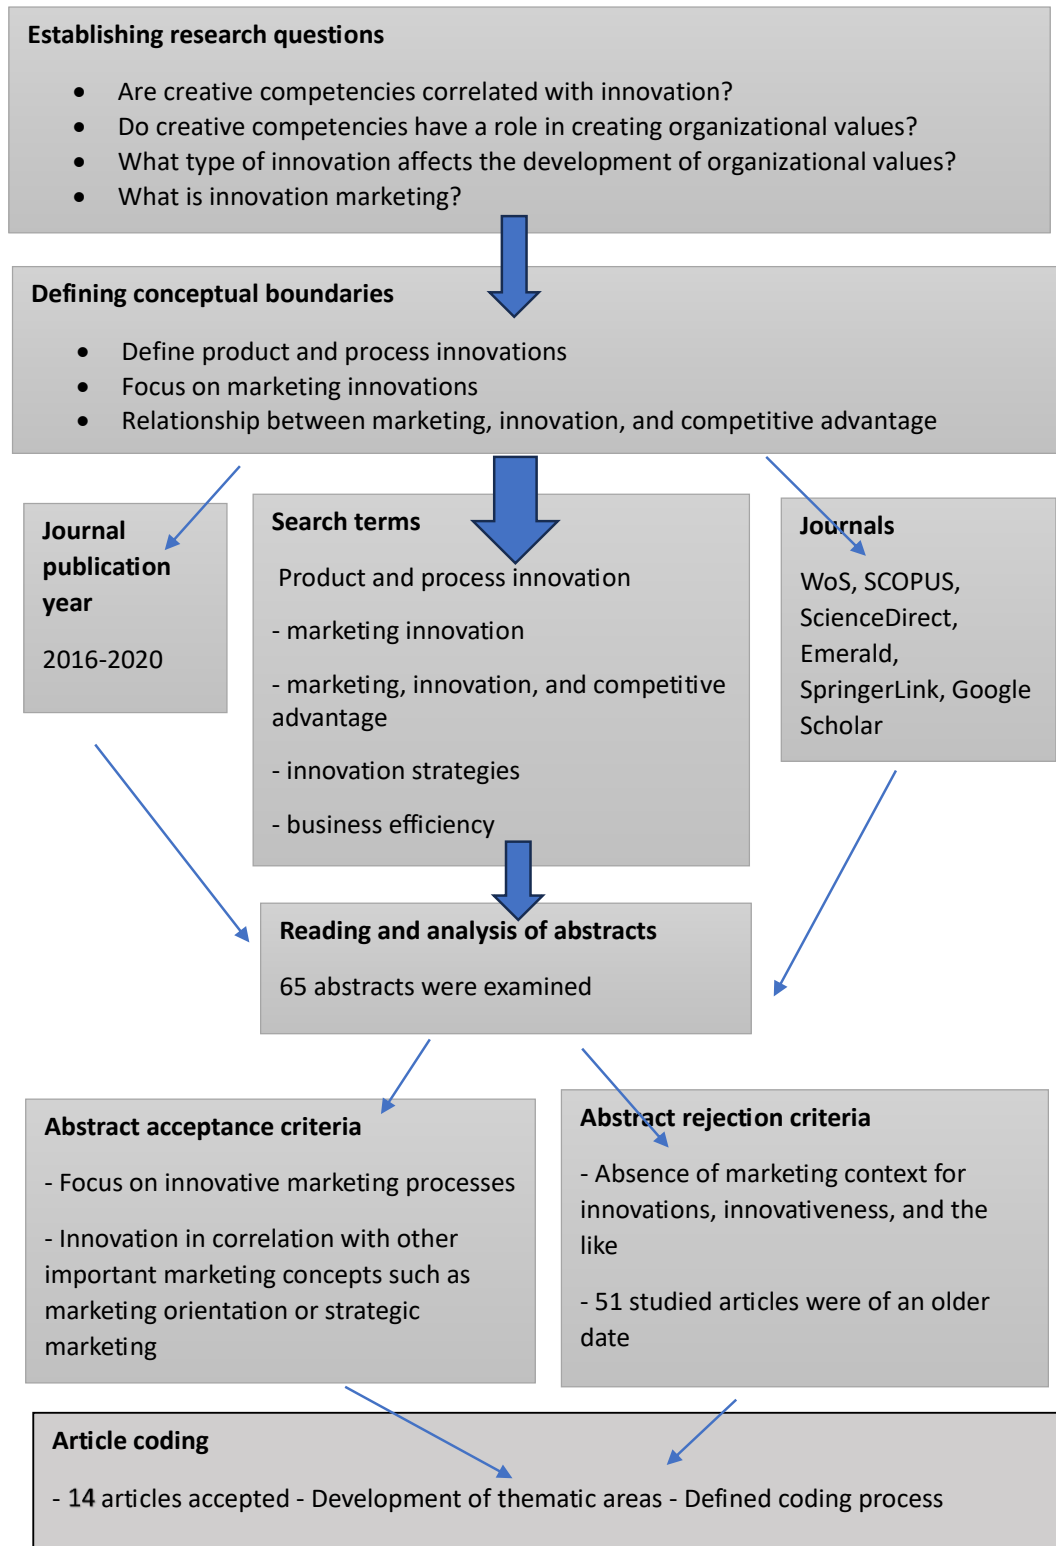 Establishing research questions
• Are creative competencies correlated with innovation?
• Do creative competencies have a role in creating organizational values?
• What type of innovation affects the development of organizational values?
• What is innovation marketing?
Defining conceptual boundaries
• Define product and process innovations
• Focus on marketing innovations
• Relationship between marketing, innovation, and competitive advantage
Journal
publication
year
2016-2020
Search terms
Product and process innovation
- marketing innovation
- marketing, innovation, and competitive
advantage
- innovation strategies
- business efficiency
Journals
WoS, SCOPUS,
ScienceDirect,
Emerald,
SpringerLink, Google
Scholar
Reading and analysis of abstracts
65 abstracts were examined
Abstract acceptance criteria
- Focus on innovative marketing processes
- Innovation in correlation with other
important marketing concepts such as
marketing orientation or strategic
marketing
Abstract rejection criteria
- Absence of marketing context for
innovations, innovativeness, and the
like
- 51 studied articles were of an older
date
Article coding
- 14 articles accepted - Development of thematic areas - Defined coding process